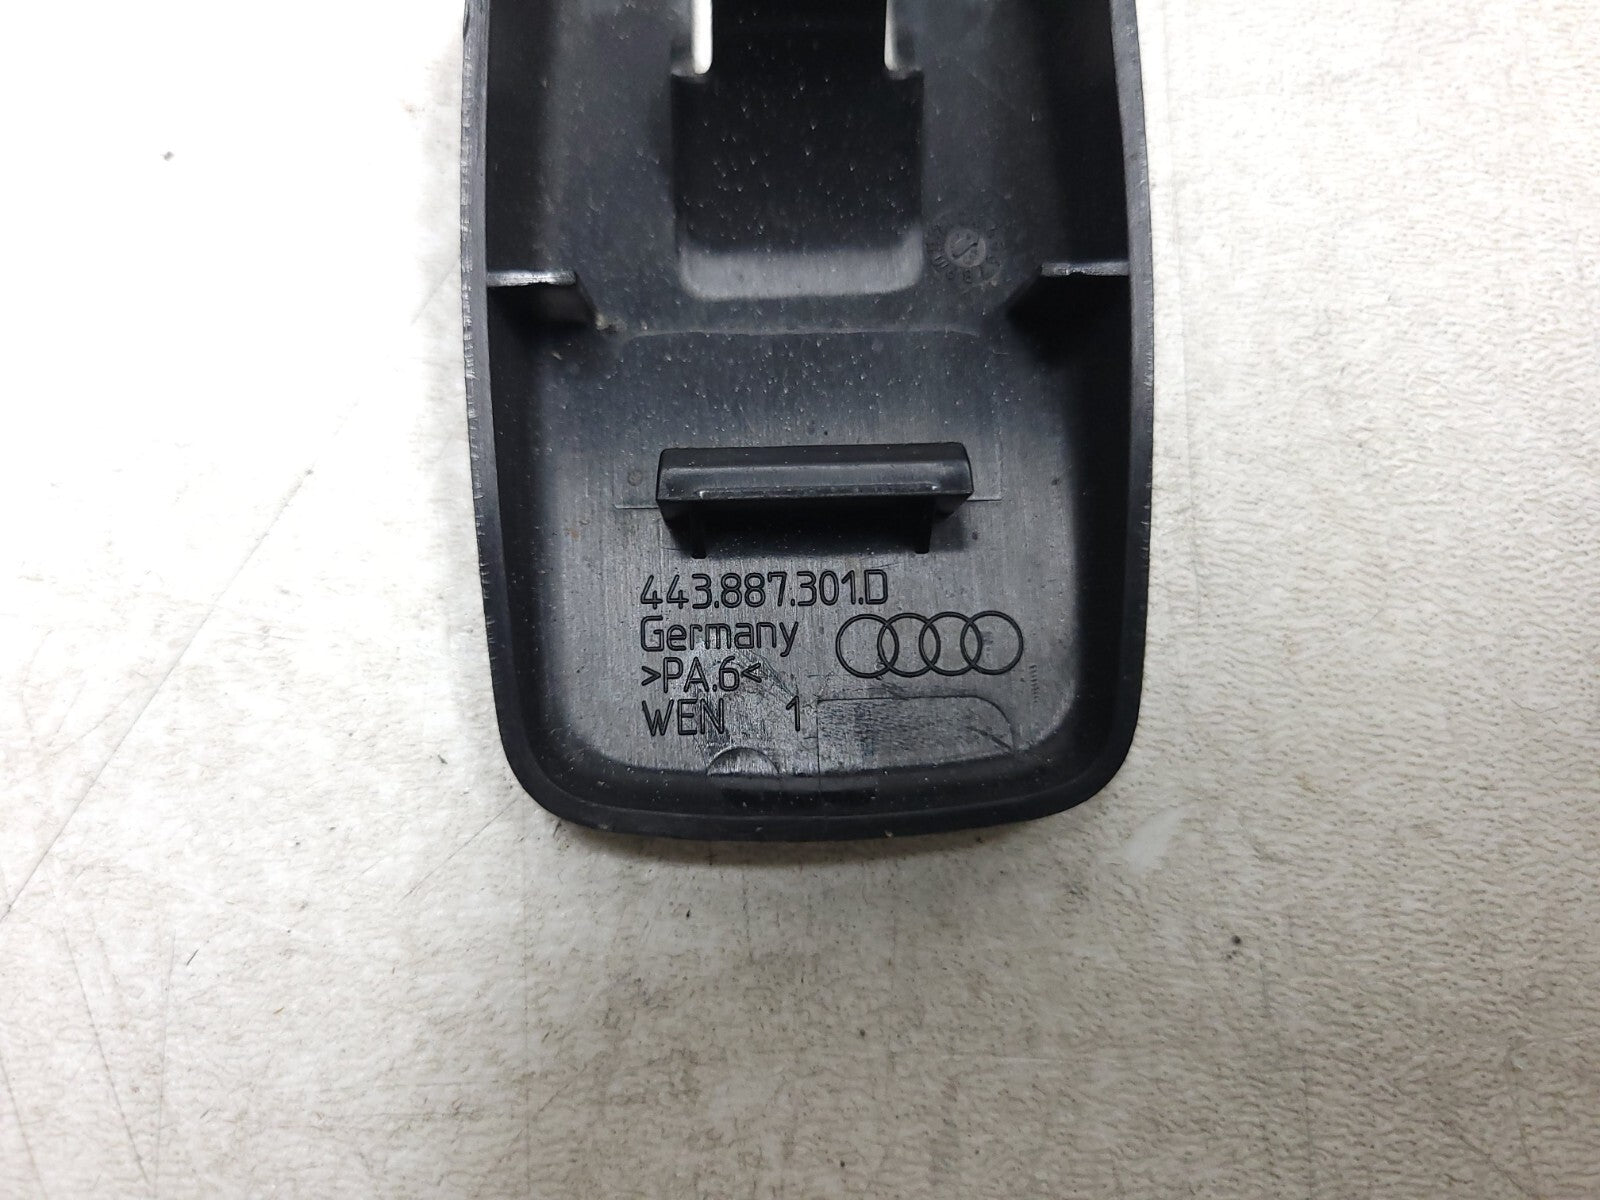 443.887.301.D
Germany
>PA.6<
WEN 1